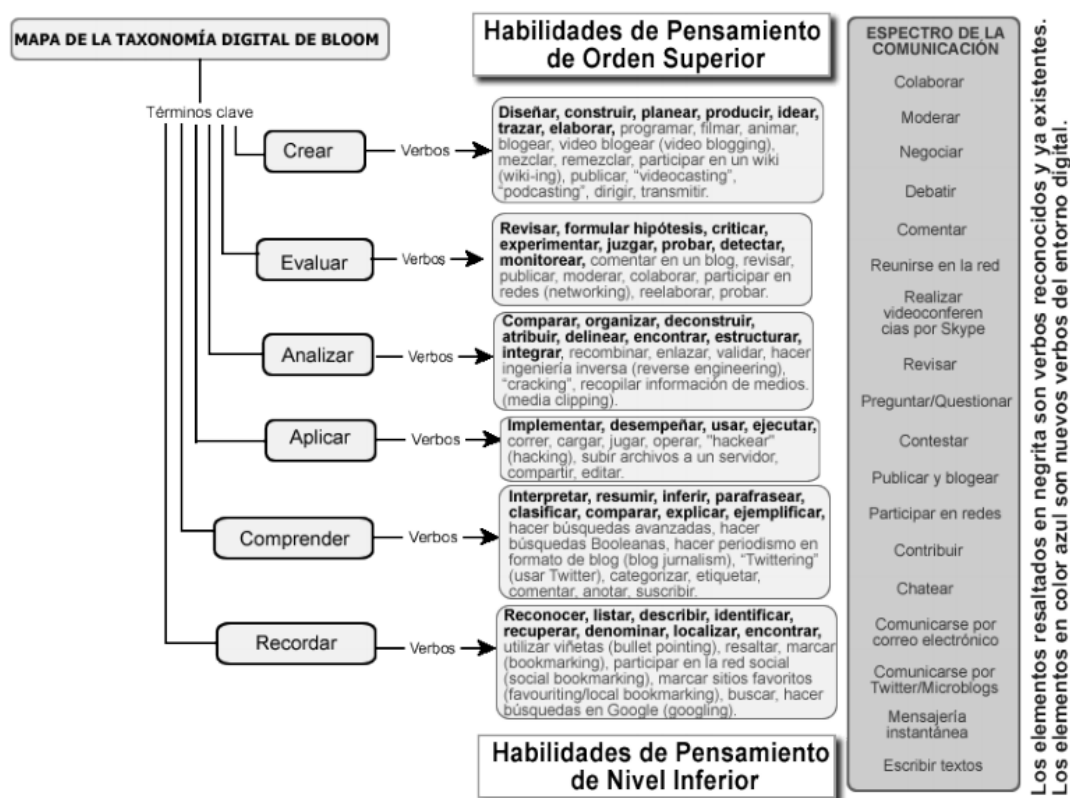 MAPA DE LA TAXONOMÍA DIGITAL DE BLOOM
Términos clave
Habilidades de Pensamiento
de Orden Superior
Crear
Verbos
Diseñar, construir, planear, producir, idear,
trazar, elaborar, programar, filmar, animar,
blogear, video blogear (video blogging),
mezclar, remezclar, participar en un wiki
(wiki-ing), publicar, “videocasting”,
“podcasting”, dirigir, transmitir.
Evaluar
Verbos
Revisar, formular hipótesis, criticar,
experimentar, juzgar, probar, detectar,
monitorear, comentar en un blog, revisar,
publicar, moderar, colaborar, participar en
redes (networking), reelaborar, probar.
Analizar
Verbos
Comparar, organizar, deconstruir,
atribuir, delinear, encontrar, estructurar,
integrar, recombinar, enlazar, validar, hacer
ingeniería inversa (reverse engineering),
“cracking”, recopilar información de medios.
(media clipping).
Aplicar
Verbos
Implementar, desempeñar, usar, ejecutar,
correr, cargar, jugar, operar, "hackear"
(hacking), subir archivos a un servidor,
compartir, editar.
Comprender
Verbos
Interpretar, resumir, inferir, parafrasear,
clasificar, comparar, explicar, ejemplificar,
hacer búsquedas avanzadas, hacer
búsquedas Booleanas, hacer periodismo en
formato de blog (blog jurnalism), “Twittering”
(usar Twitter), categorizar, etiquetar,
comentar, anotar, suscribir.
Recordar
Verbos
Reconocer, listar, describir, identificar,
recuperar, denominar, localizar, encontrar,
utilizar viñetas (bullet pointing), resaltar, marcar
(bookmarking), participar en la red social
(social bookmarking), marcar sitios favoritos
(favouriting/local bookmarking), buscar, hacer
búsquedas en Google (googling).
Habilidades de Pensamiento
de Nivel Inferior
ESPECTRO DE LA
COMUNICACIÓN
Colaborar
Moderar
Negociar
Debatir
Comentar
Reunirse en la red
Realizar
videoconferen
cias por Skype
Revisar
Preguntar/Questionar
Contestar
Publicar y blogear
Participar en redes
Contribuir
Chatear
Comunicarse por
correo electrónico
Comunicarse por
Twitter/Microblogs
Mensajería
instantánea
Escribir textos
Los elementos resaltados en negrita son verbos reconocidos y ya existentes.
Los elementos en color azul son nuevos verbos del entorno digital.